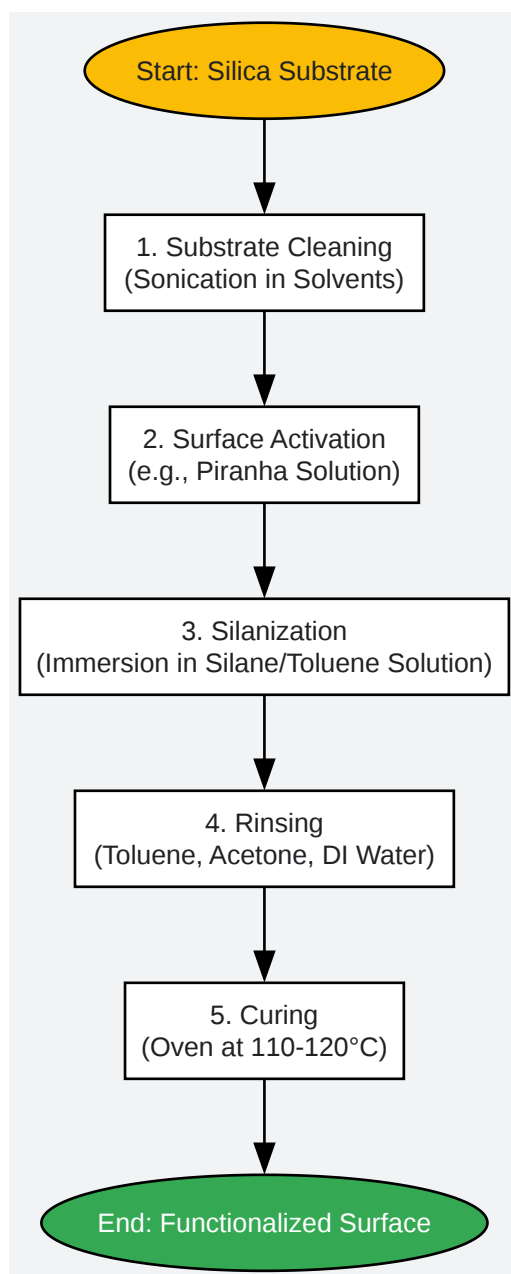 Start: Silica Substrate
1. Substrate Cleaning
(Sonication in Solvents)
2. Surface Activation
(e.g., Piranha Solution)
3. Silanization
(Immersion in Silane/Toluene Solution)
4. Rinsing
(Toluene, Acetone, DI Water)
5. Curing
(Oven at 110-120°C)
End: Functionalized Surface